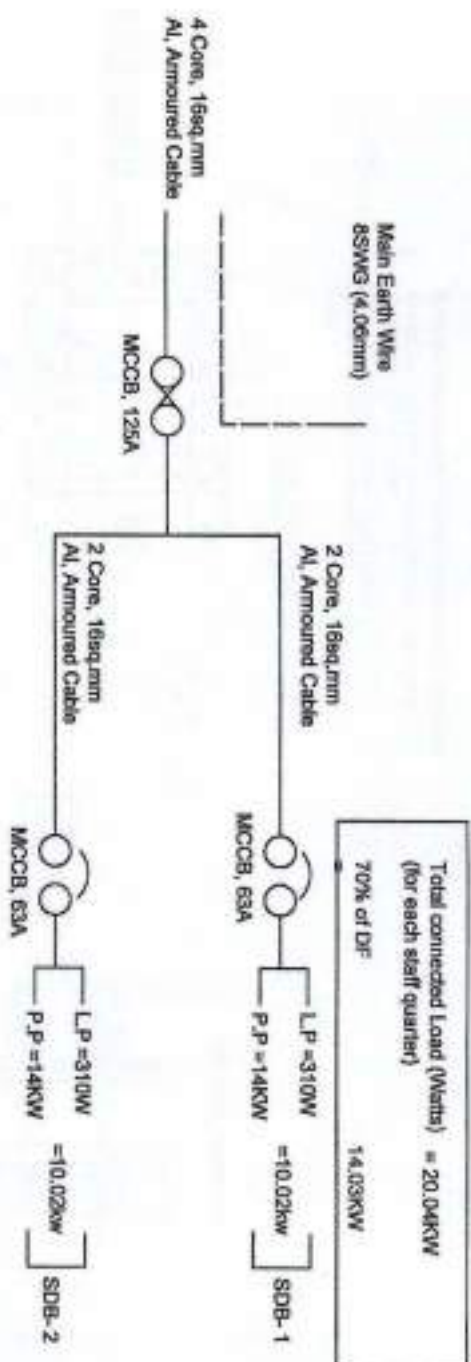 Main Earth Wire
8SWG (4.06mm)
4 Core, 16sq.mm
Al, Armoured Cable
MCCB, 125A
2 Core, 16sq.mm
Al, Armoured Cable
2 Core, 16sq.mm
Al, Armoured Cable
MCCB, 63A
MCCB, 63A
Total connected Load (Watts) = 20.04KW
(for each staff quarter)
70% of DF 14.03KW
L.P =310W
P.P =14KW
=10.02kw
SDB- 1
L.P =310W
P.P =14KW
=10.02kw
SDB- 2